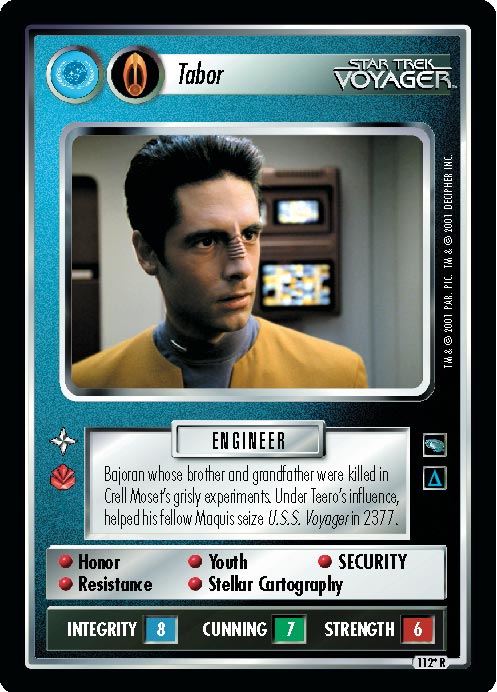 Tabor
STAR TREK
VOYAGER™
TM & © 2001 PAR. PIC. TM & © 2001 DECIPHER INC.
ENGINEER
Bajoran whose brother and grandfather were killed in
Crell Moset's grisly experiments. Under Teero's influence,
helped his fellow Maquis seize U.S.S. Voyager in 2377.
Honor Youth SECURITY
Resistance Stellar Cartography
INTEGRITY 8 CUNNING 7 STRENGTH 6
112* R